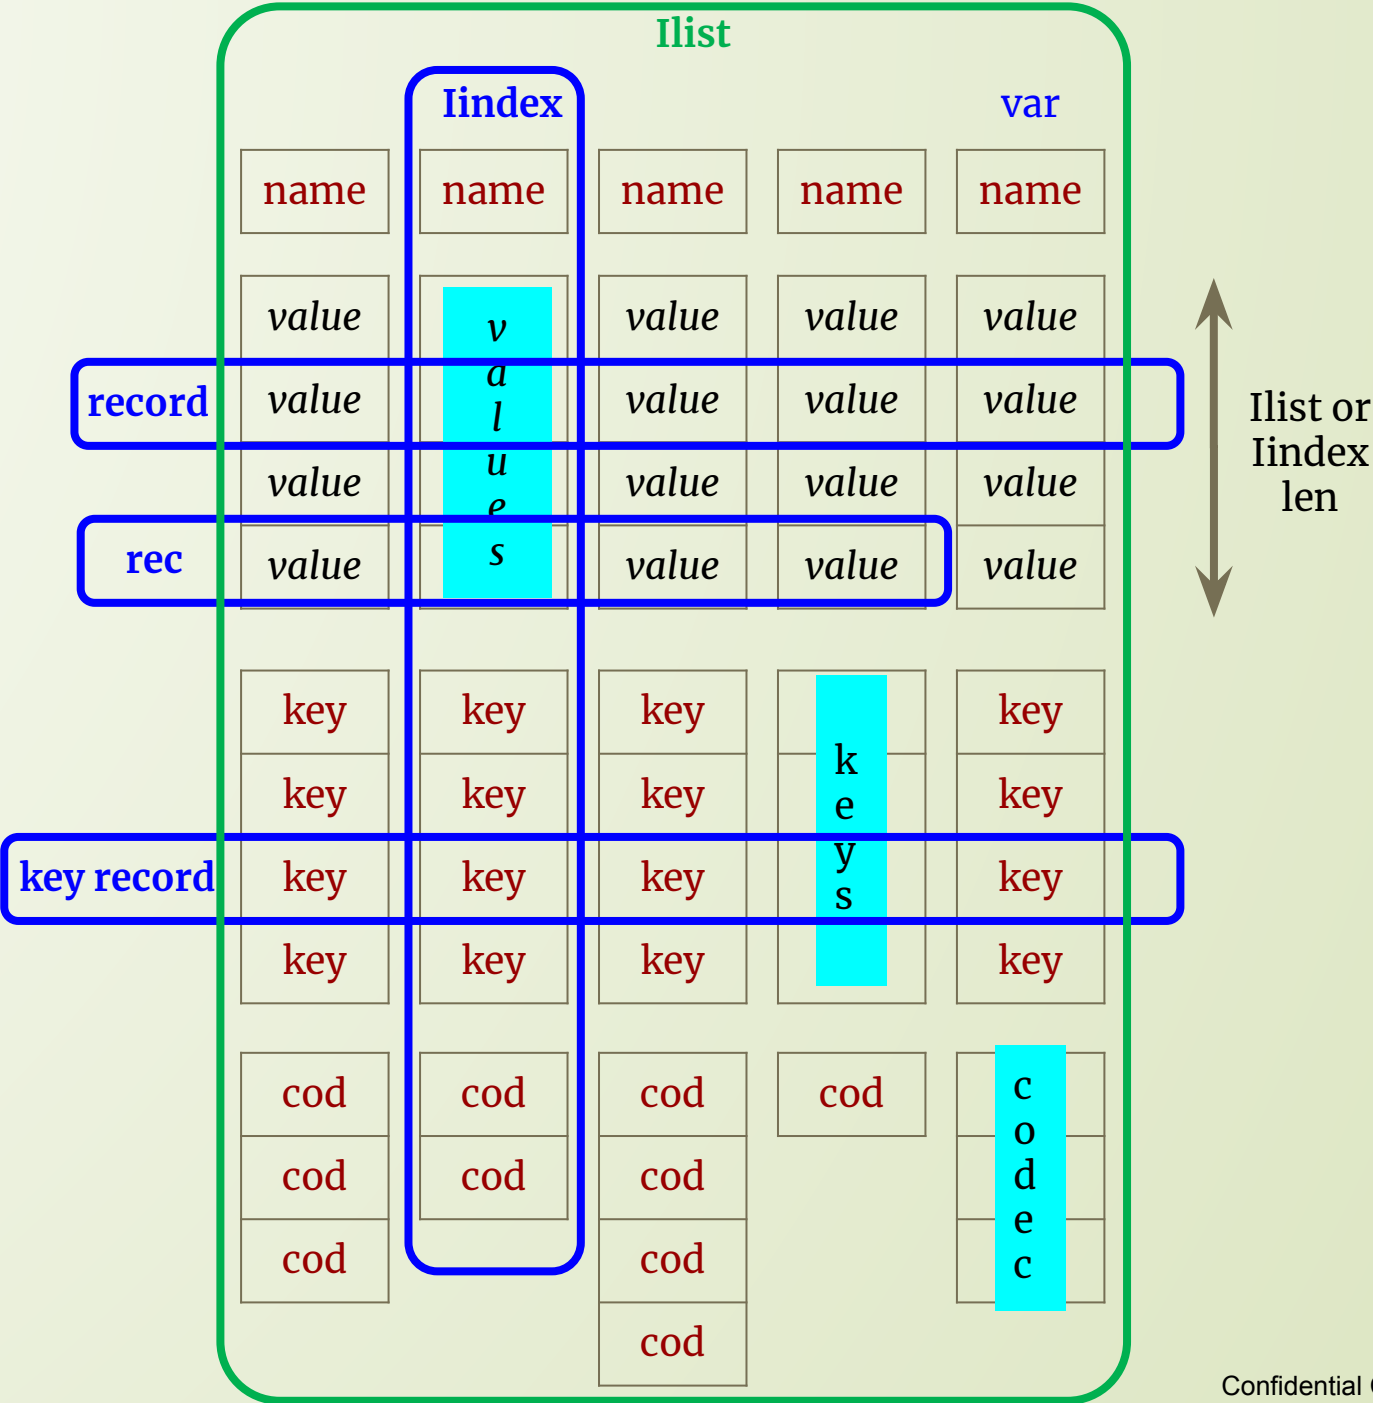 Ilist
Iindex var
name name name name name
value value value value
record value value value value
value value value value
rec value value value value
values
Ilist or
Iindex
len
key key key key
key key key key
key record key key key key
key key key key
keys
cod cod cod cod
cod cod cod
cod cod
cod
codec
Confidential